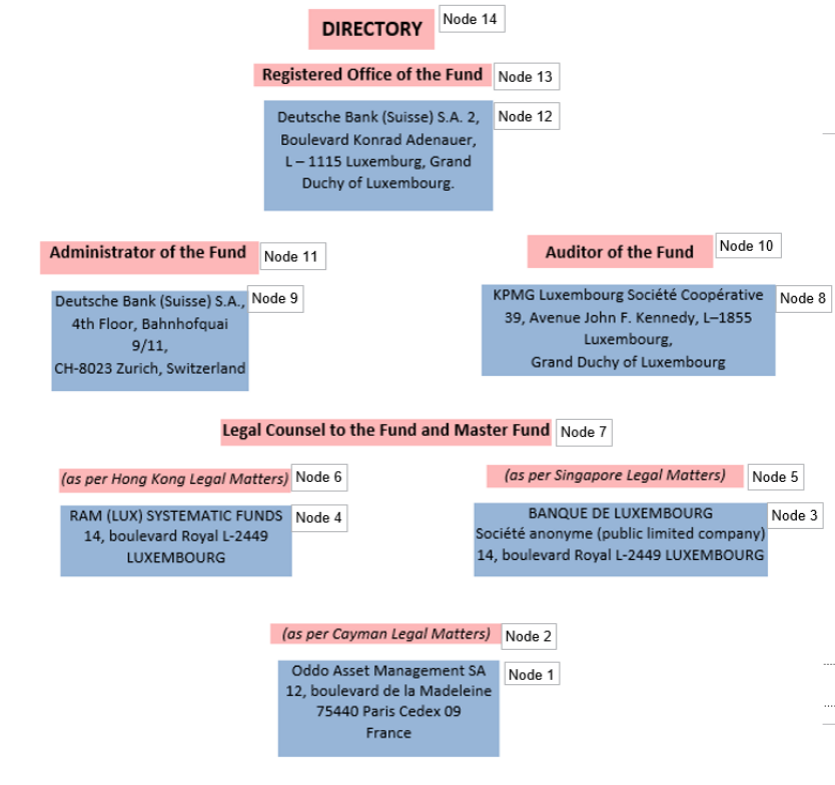 DIRECTORY
Node 14
Registered Office of the Fund
Node 13
Deutsche Bank (Suisse) S.A. 2,
Boulevard Konrad Adenauer,
L – 1115 Luxemburg, Grand
Duchy of Luxembourg.
Node 12
Administrator of the Fund
Node 11
Deutsche Bank (Suisse) S.A.,
4th Floor, Bahnhofquai
9/11,
CH-8023 Zurich, Switzerland
Node 9
Auditor of the Fund
Node 10
KPMG Luxembourg Société Coopérative
39, Avenue John F. Kennedy, L–1855
Luxembourg,
Grand Duchy of Luxembourg
Node 8
Legal Counsel to the Fund and Master Fund
Node 7
(as per Hong Kong Legal Matters)
Node 6
RAM (LUX) SYSTEMATIC FUNDS
14, boulevard Royal L-2449
LUXEMBOURG
Node 4
(as per Singapore Legal Matters)
Node 5
BANQUE DE LUXEMBOURG
Société anonyme (public limited company)
14, boulevard Royal L-2449 LUXEMBOURG
Node 3
(as per Cayman Legal Matters)
Node 2
Oddo Asset Management SA
12, boulevard de la Madeleine
75440 Paris Cedex 09
France
Node 1